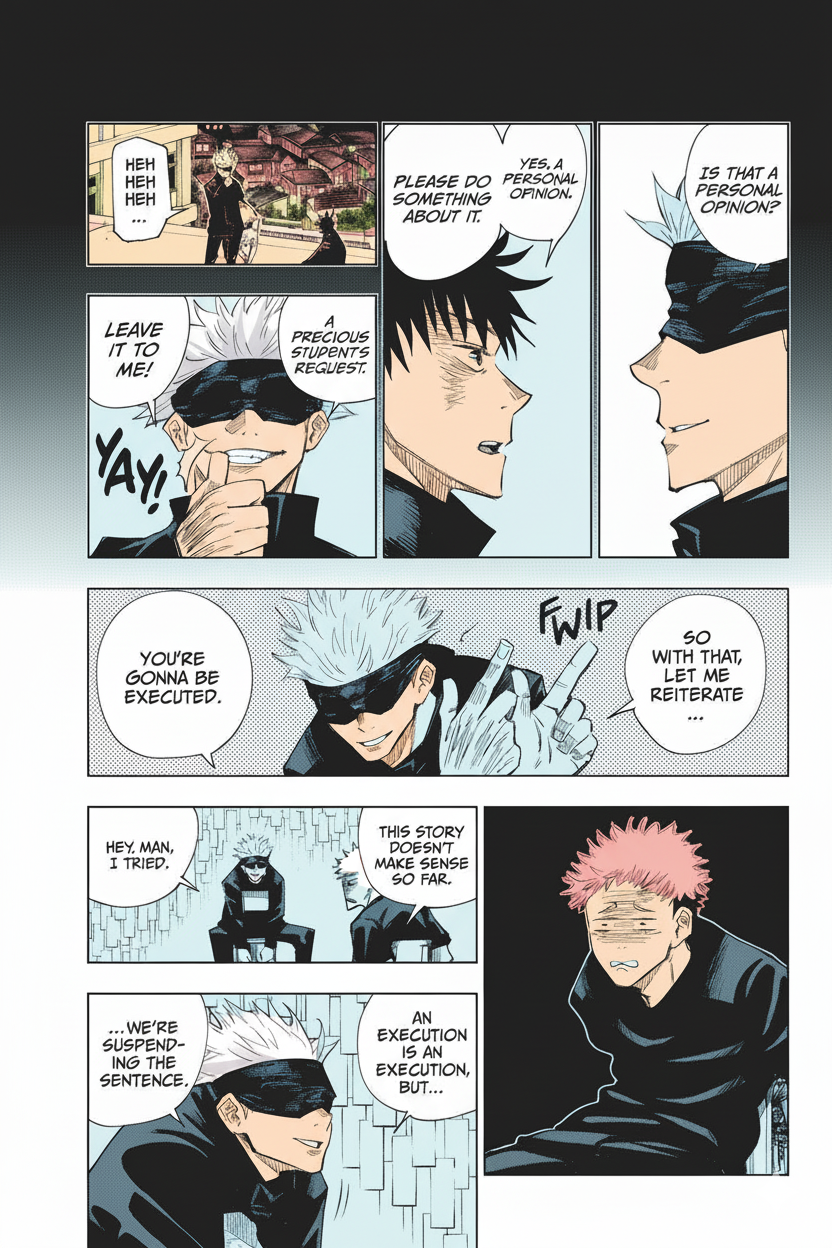 IS THAT A
PERSONAL
OPINION?
YES, A
PERSONAL
OPINION.
PLEASE DO
SOMETHING
ABOUT IT.
HEH
HEH
HEH
...
A
PRECIOUS
STUDENT'S
REQUEST.
LEAVE
IT TO
ME!
YAY!
SO
WITH THAT,
LET ME
REITERATE
...
FWIP
YOU'RE
GONNA BE
EXECUTED.
THIS STORY
DOESN'T
MAKE SENSE
SO FAR.
HEY, MAN,
I TRIED.
AN
EXECUTION
IS AN
EXECUTION,
BUT...
...WE'RE
SUSPEND-
ING THE
SENTENCE.